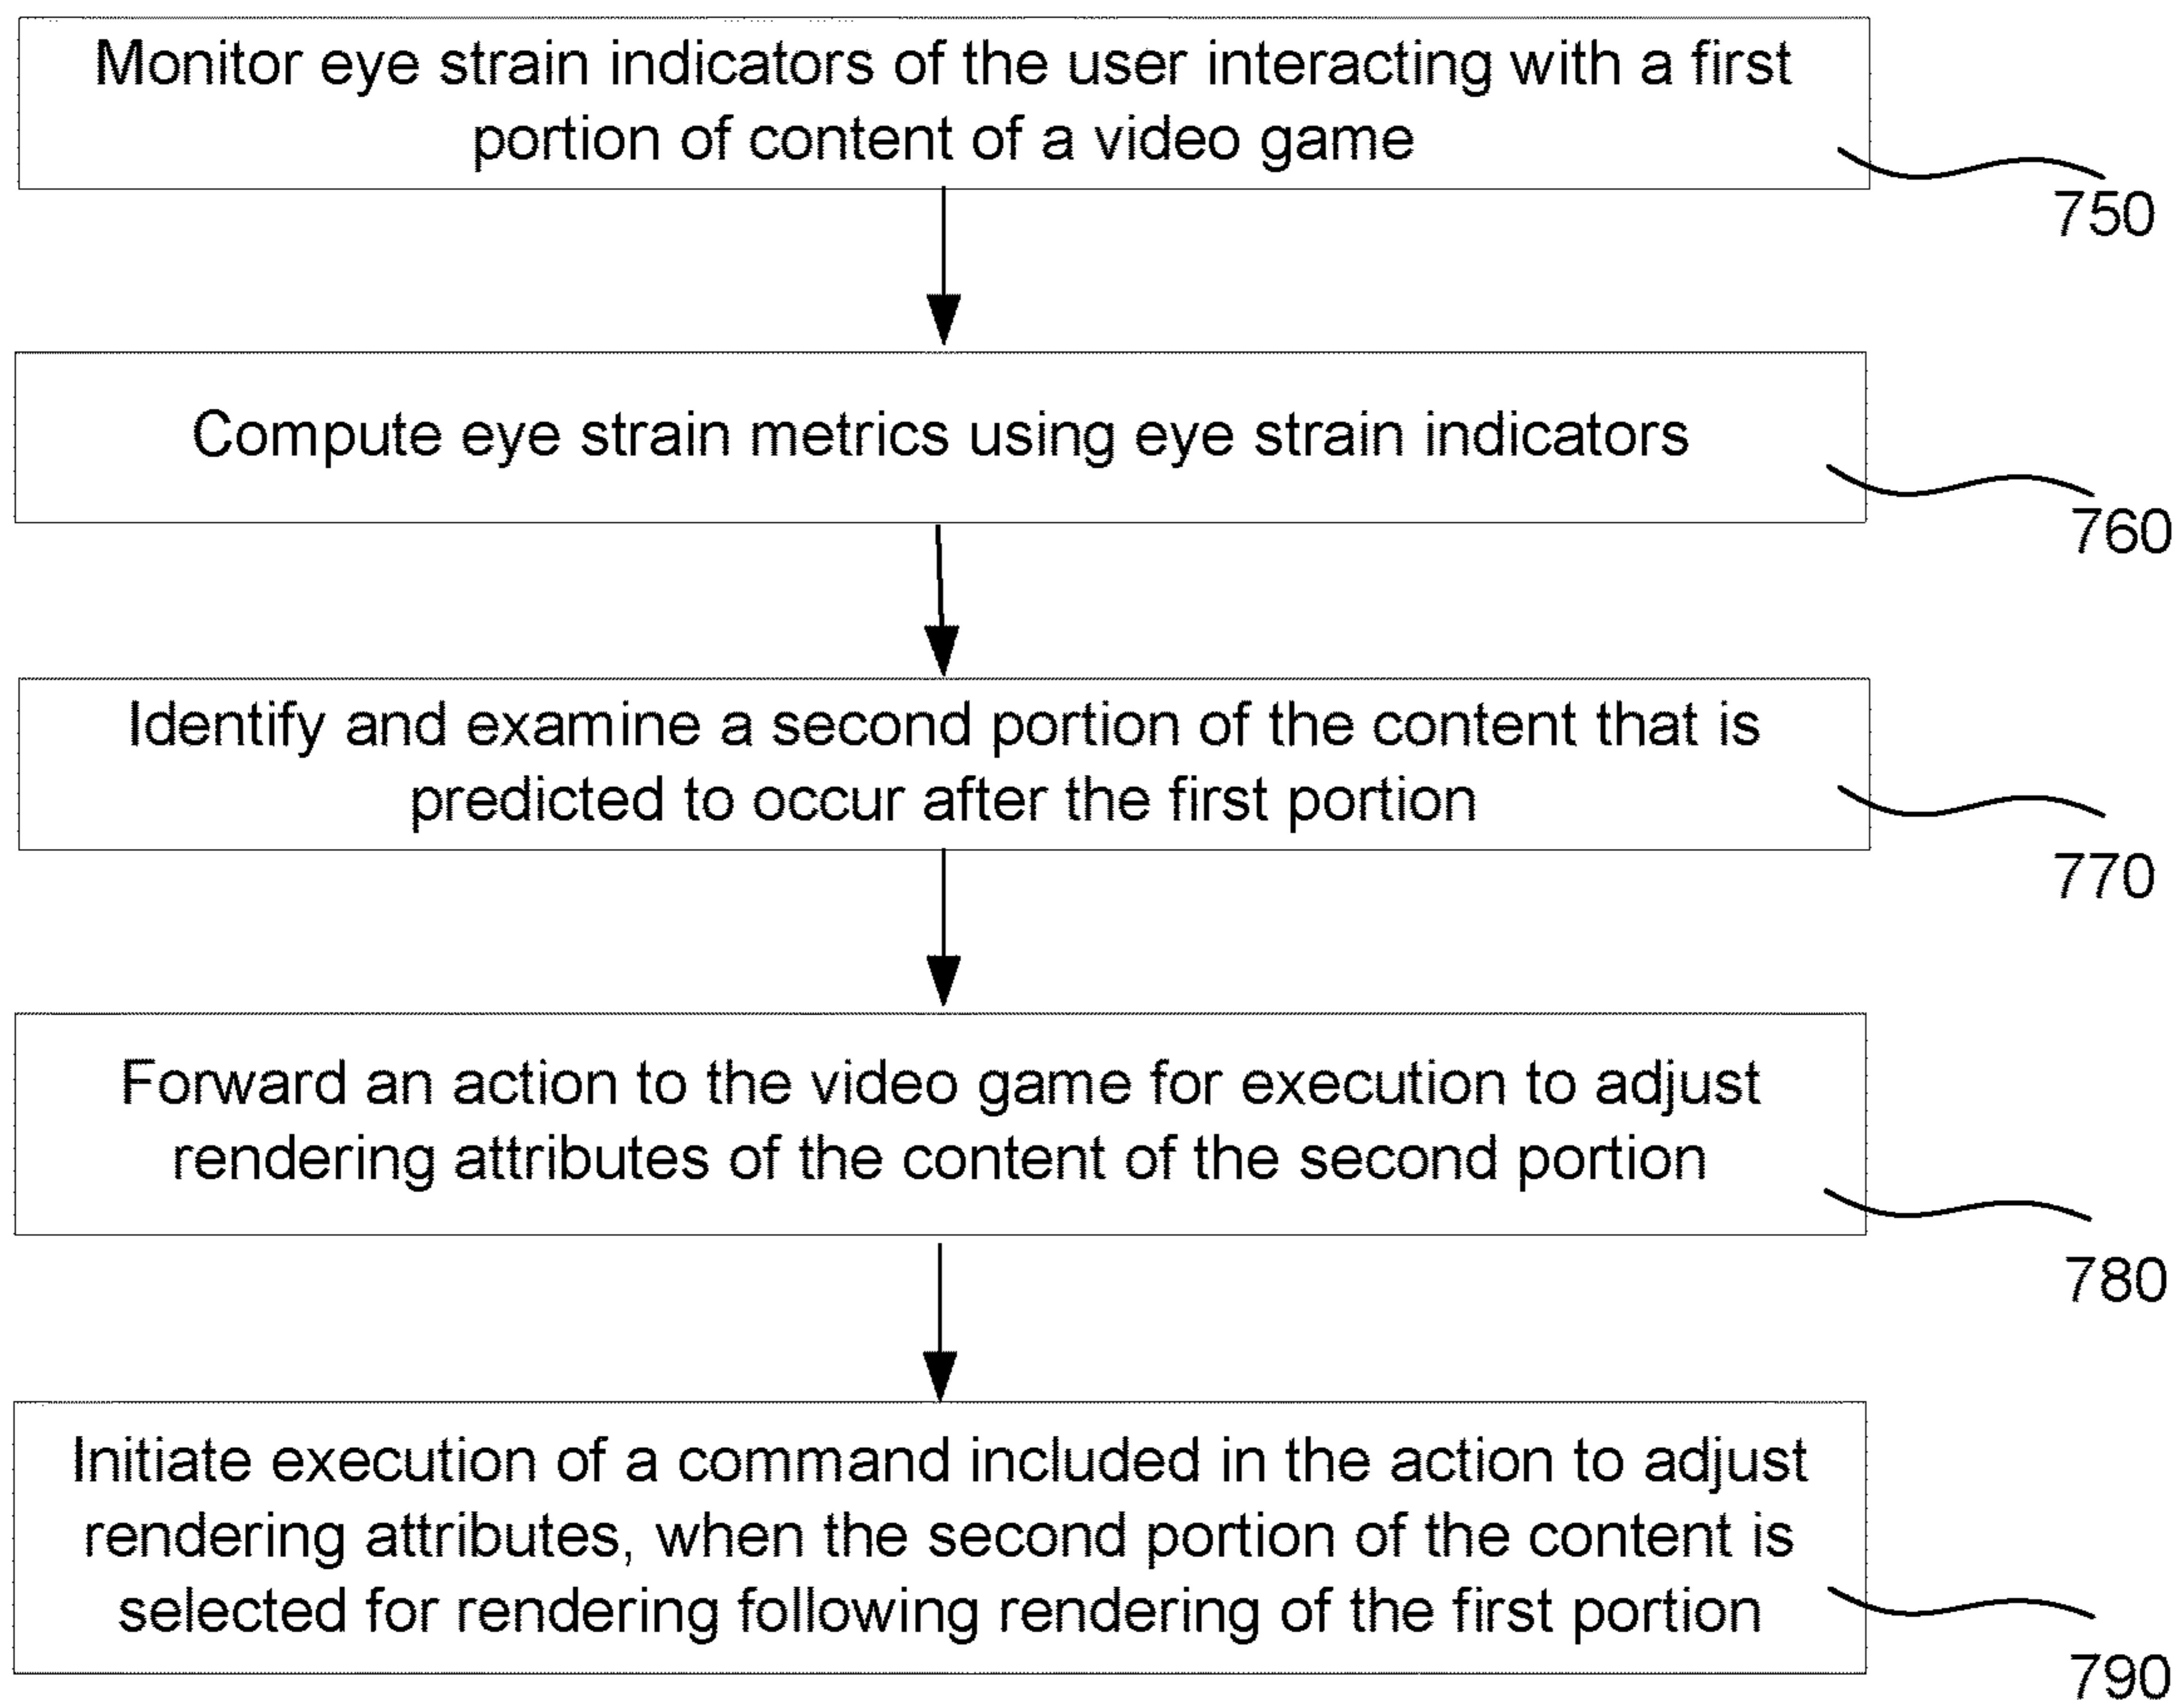 Monitor eye strain indicators of the user interacting with a first
portion of content of a video game
750
Compute eye strain metrics using eye strain indicators
760
Identify and examine a second portion of the content that is
predicted to occur after the first portion
770
Forward an action to the video game for execution to adjust
rendering attributes of the content of the second portion
780
Initiate execution of a command included in the action to adjust
rendering attributes, when the second portion of the content is
selected for rendering following rendering of the first portion
790